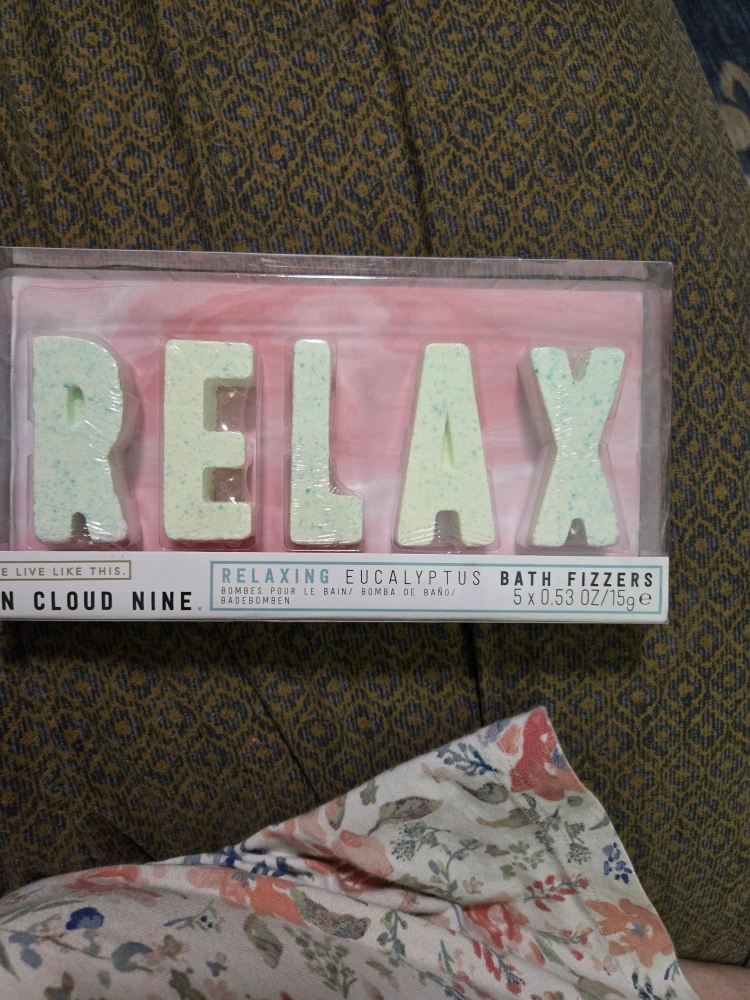 RELAX
E LIVE LIKE THIS.
N CLOUD NINE.
RELAXING EUCALYPTUS BATH FIZZERS
BOMBES POUR LE BAIN/ BOMBA DE BAÑO/
BADEBOMBEN
5 x 0.53 OZ/15g e